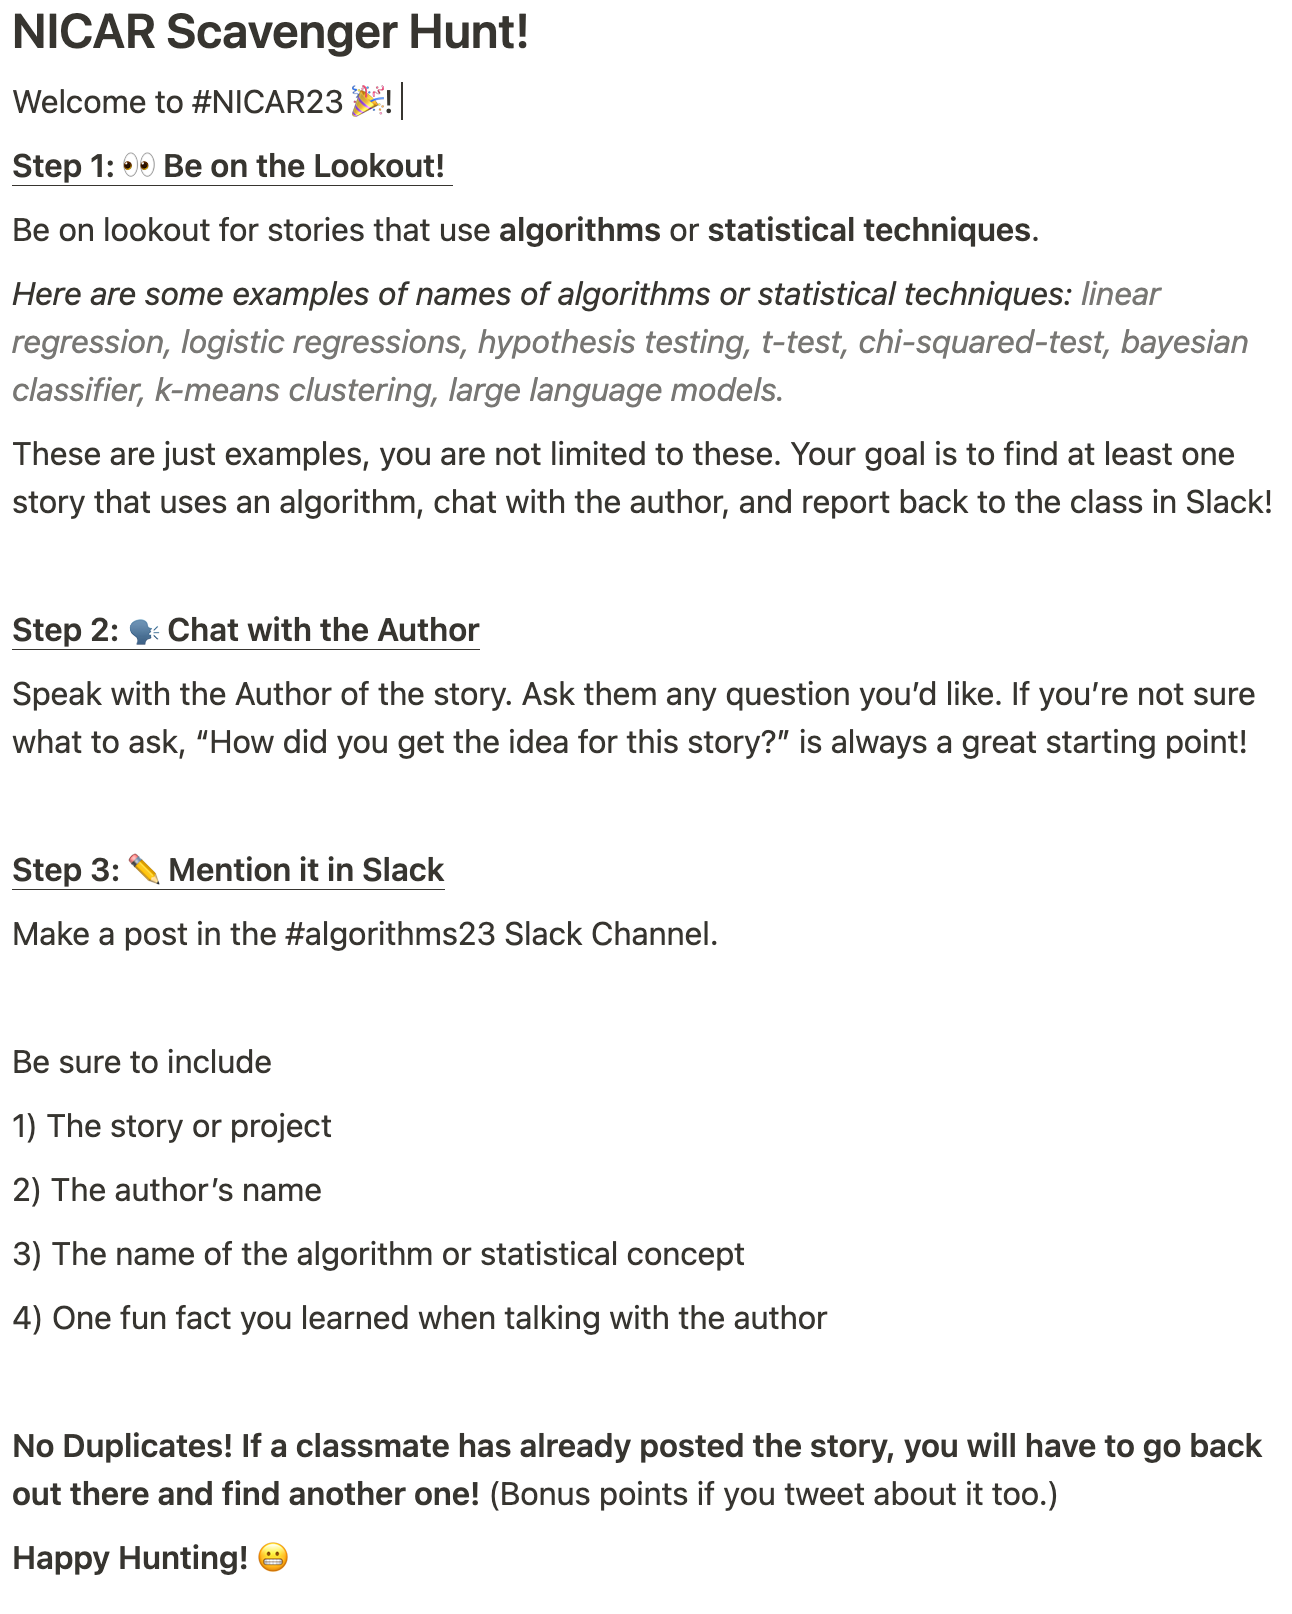 NICAR Scavenger Hunt!
Welcome to #NICAR23 🎉!
Step 1: 👀 Be on the Lookout!
Be on lookout for stories that use algorithms or statistical techniques.
Here are some examples of names of algorithms or statistical techniques: linear
regression, logistic regressions, hypothesis testing, t-test, chi-squared-test, bayesian
classifier, k-means clustering, large language models.
These are just examples, you are not limited to these. Your goal is to find at least one
story that uses an algorithm, chat with the author, and report back to the class in Slack!
Step 2: 🗣️ Chat with the Author
Speak with the Author of the story. Ask them any question you’d like. If you’re not sure
what to ask, “How did you get the idea for this story?” is always a great starting point!
Step 3: ✏️ Mention it in Slack
Make a post in the #algorithms23 Slack Channel.
Be sure to include
1) The story or project
2) The author’s name
3) The name of the algorithm or statistical concept
4) One fun fact you learned when talking with the author
No Duplicates! If a classmate has already posted the story, you will have to go back
out there and find another one! (Bonus points if you tweet about it too.)
Happy Hunting! 😬